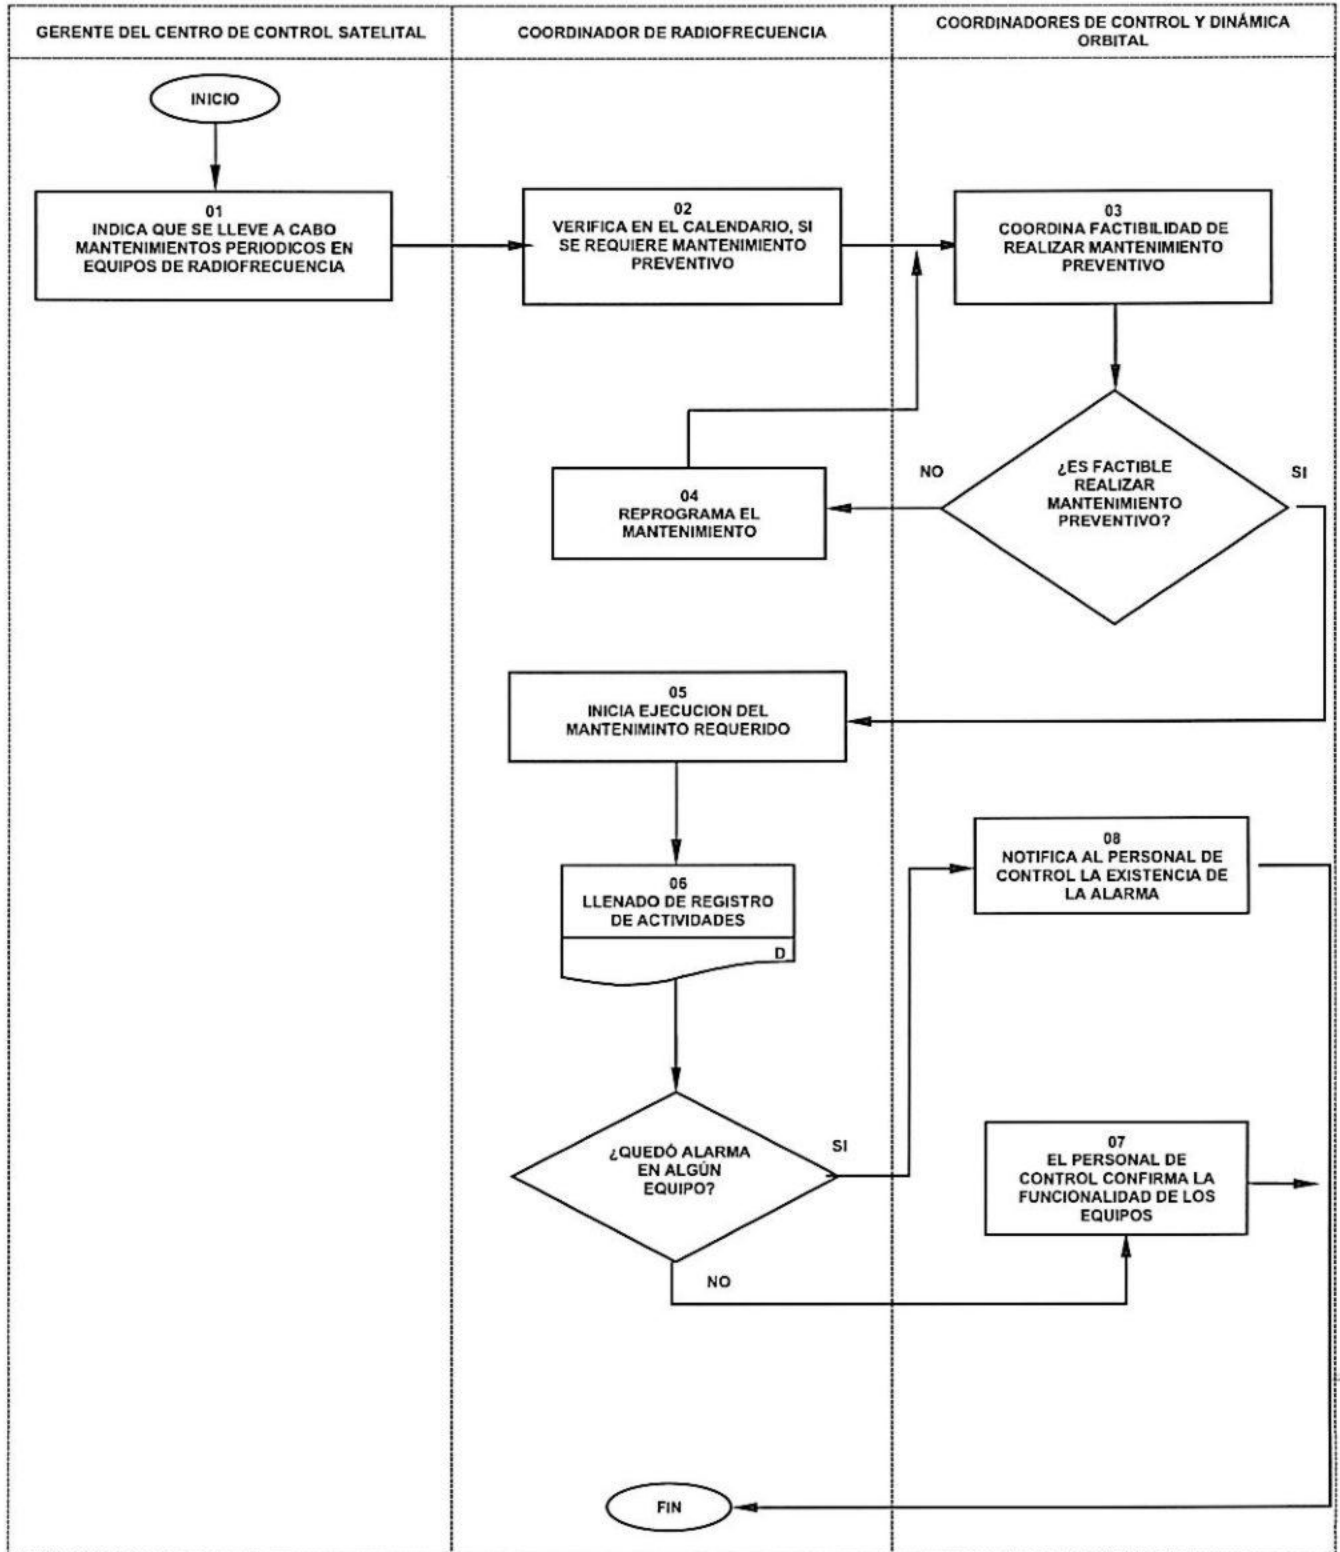 GERENTE DEL CENTRO DE CONTROL SATELITAL
COORDINADOR DE RADIOFRECUENCIA
COORDINADORES DE CONTROL Y DINÁMICA
ORBITAL
INICIO
01
INDICA QUE SE LLEVE A CABO
MANTENIMIENTOS PERIODICOS EN
EQUIPOS DE RADIOFRECUENCIA
02
VERIFICA EN EL CALENDARIO, SI
SE REQUIERE MANTENIMIENTO
PREVENTIVO
03
COORDINA FACTIBILIDAD DE
REALIZAR MANTENIMIENTO
PREVENTIVO
NO
¿ES FACTIBLE
REALIZAR
MANTENIMIENTO
PREVENTIVO?
SI
04
REPROGRAMA EL
MANTENIMIENTO
05
INICIA EJECUCION DEL
MANTENIMINTO REQUERIDO
06
LLENADO DE REGISTRO
DE ACTIVIDADES
D
08
NOTIFICA AL PERSONAL DE
CONTROL LA EXISTENCIA DE
LA ALARMA
¿QUEDÓ ALARMA
EN ALGÚN
EQUIPO?
SI
NO
07
EL PERSONAL DE
CONTROL CONFIRMA LA
FUNCIONALIDAD DE LOS
EQUIPOS
FIN